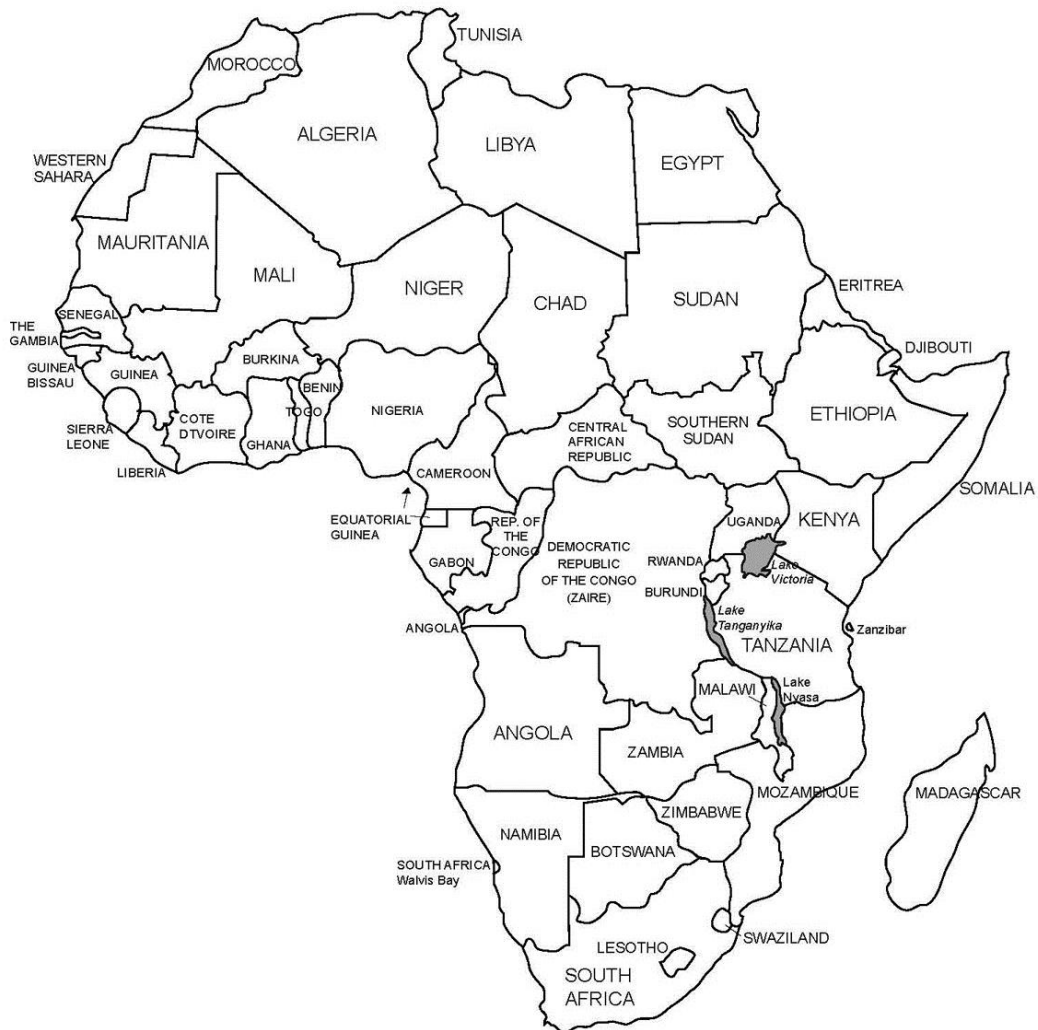 TUNISIA
MOROCCO
ALGERIA
LIBYA
EGYPT
WESTERN
SAHARA
MAURITANIA
MALI
NIGER
CHAD
SUDAN
ERITREA
SENEGAL
THE
GAMBIA
GUINEA
BISSAU
GUINEA
BURKINA
BENIN
TOGO
NIGERIA
DJIBOUTI
SIERRA
LEONE
COTE
D'TVOIRE
GHANA
LIBERIA
CAMEROON
CENTRAL
AFRICAN
REPUBLIC
SOUTHERN
SUDAN
ETHIOPIA
SOMALIA
EQUATORIAL
GUINEA
REP. OF
THE
CONGO
GABON
DEMOCRATIC
REPUBLIC
OF THE CONGO
(ZAIRE)
UGANDA
KENYA
RWANDA
BURUNDI
Lake
Victoria
Lake
Tanganyika
TANZANIA
Zanzibar
ANGOLA
ANGOLA
MALAWI
Lake
Nyasa
ZAMBIA
MOZAMBIQUE
MADAGASCAR
NAMIBIA
ZIMBABWE
BOTSWANA
SOUTH AFRICA
Walvis Bay
SWAZILAND
LESOTHO
SOUTH
AFRICA